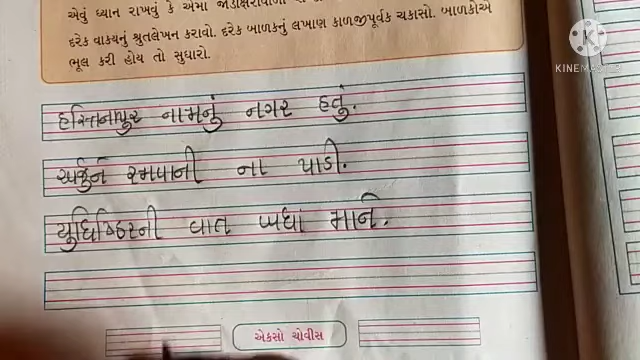 એવું ધ્યાન રાખવું કે એમાં જોડાક્ષરોવાળા
દરેક વાક્યનું શ્રુતલેખન કરાવો. દરેક બાળકનું લખાણ કાળજીપૂર્વક ચકાસો. બાળકોએ
ભૂલ કરી હોય તો સુધારો.
KINEMASTER
હસ્તિનાપુર નામનું નગર હતું.
અર્જુને રમવાની ના પાડી.
યુધિષ્ઠિરની વાત બધાં માને.
એકસો ચોવીસ